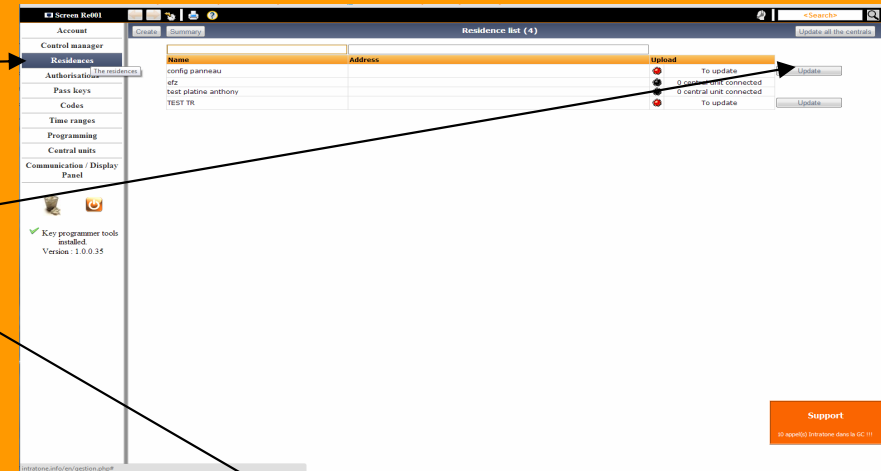 Screen Re001
<Search>
Account
Control manager
Residences
The residences
Authorisations
Pass keys
Codes
Time ranges
Programming
Central units
Communication / Display
Panel
Key programmer tools
installed.
Version : 1.0.0.35
Create Summary Residence list (4) Update all the centrals
Name Address Upload
config panneau To update Update
efz 0 central unit connected
test platine anthony 0 central unit connected
TEST TR To update Update
Support
appel(s) Intratone dans la GC !!!
intratone.info/en/gestion.php#